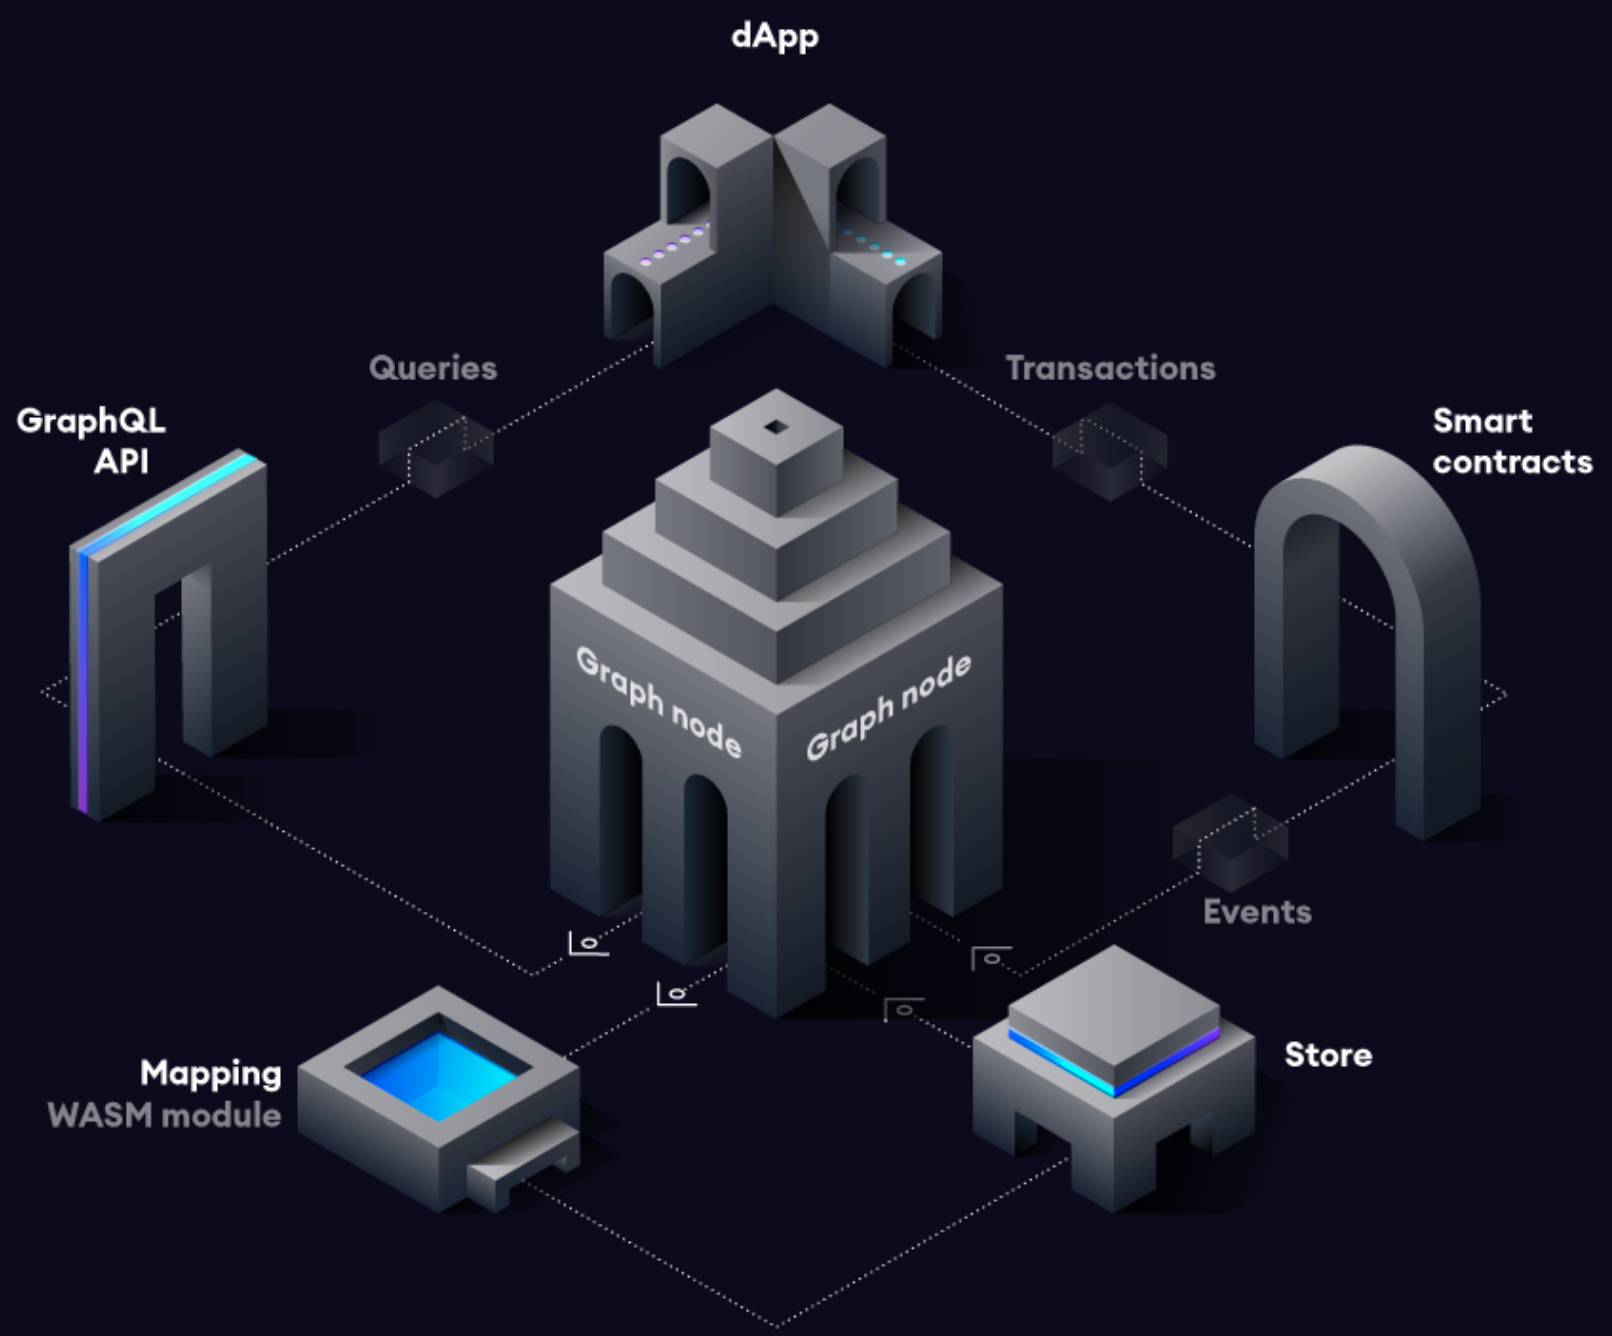 dApp
Queries
Transactions
GraphQL
API
Smart
contracts
Graph node
Graph node
Events
Mapping
WASM module
Store